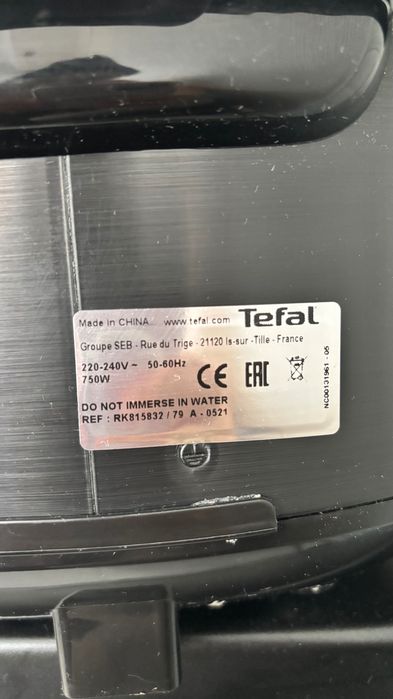 Made in CHINA www.tefal.com Tefal
Groupe SEB - Rue du Trige - 21120 Is-sur -Tille - France
220-240V ~ 50-60Hz
750W
CE EAC
DO NOT IMMERSE IN WATER
REF : RK815832 / 79 A - 0521
NC00131961 - 05